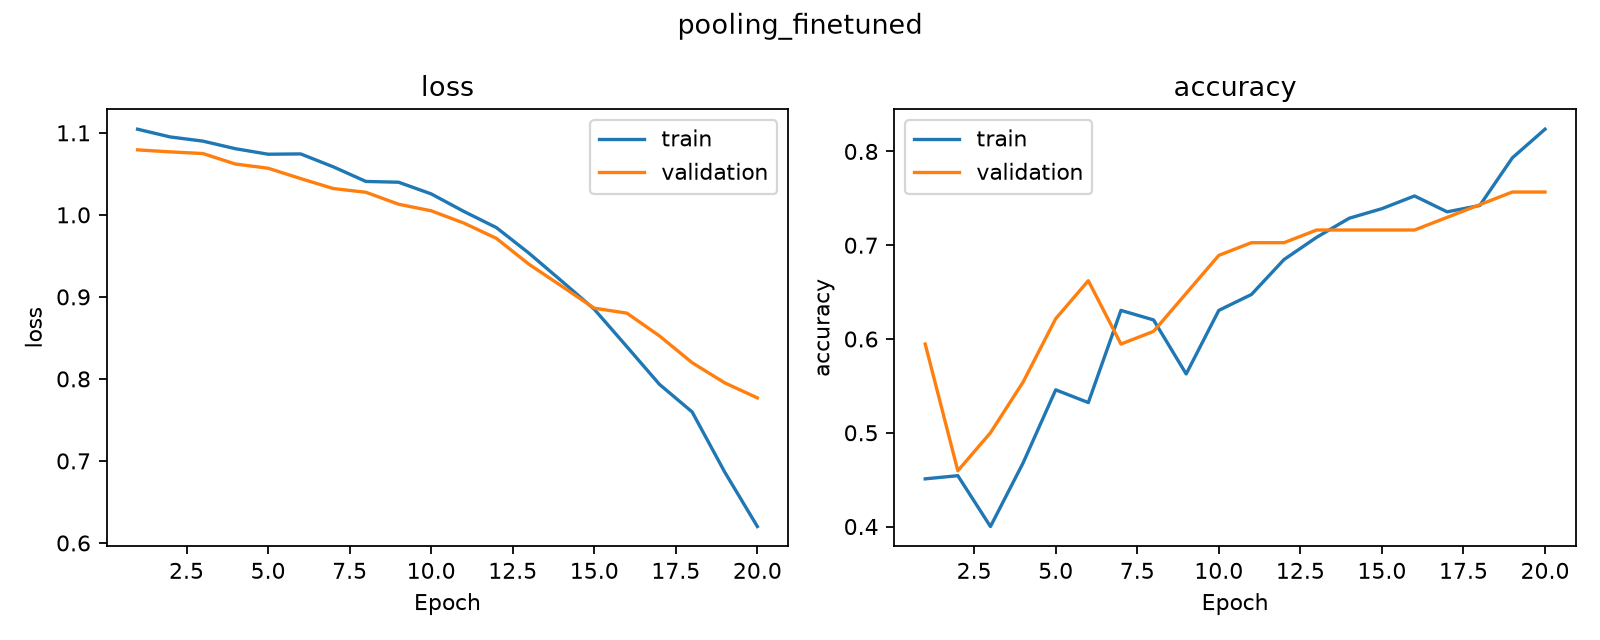 pooling_finetuned
loss
1.1
1.0
0.9
0.8
0.7
0.6
loss
train
validation
2.5 5.0 7.5 10.0 12.5 15.0 17.5 20.0
Epoch
accuracy
0.8
0.7
0.6
0.5
0.4
accuracy
train
validation
2.5 5.0 7.5 10.0 12.5 15.0 17.5 20.0
Epoch